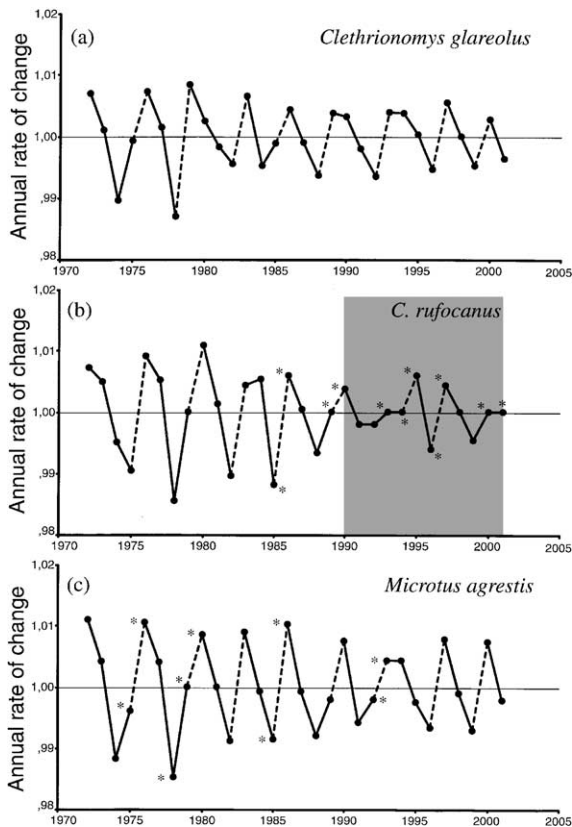 (a)
Clethrionomys glareolus
Annual rate of change
1,02
1,01
1,00
,99
,98
1970 1975 1980 1985 1990 1995 2000 2005
(b)
C. rufocanus
Annual rate of change
1,02
1,01
1,00
,99
,98
1970 1975 1980 1985 1990 1995 2000 2005
(c)
Microtus agrestis
Annual rate of change
1,02
1,01
1,00
,99
,98
1970 1975 1980 1985 1990 1995 2000 2005